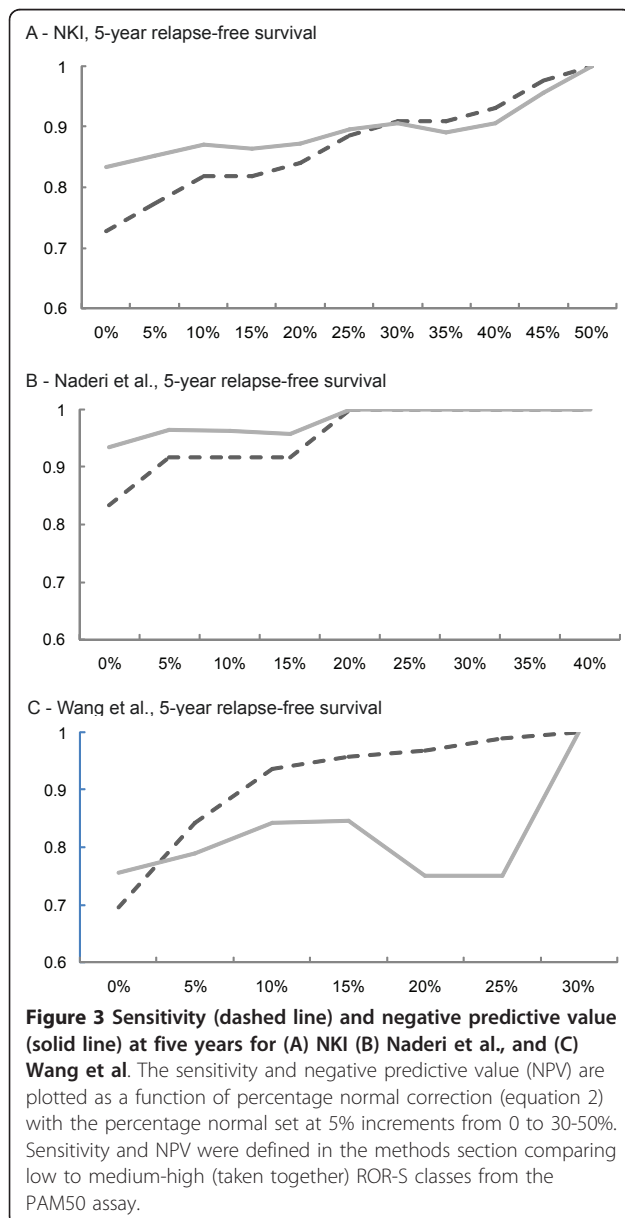 A - NKI, 5-year relapse-free survival
1
0.9
0.8
0.7
0.6
0% 5% 10% 15% 20% 25% 30% 35% 40% 45% 50%
B - Naderi et al., 5-year relapse-free survival
1
0.9
0.8
0.7
0.6
0% 5% 10% 15% 20% 25% 30% 35% 40%
C - Wang et al., 5-year relapse-free survival
1
0.9
0.8
0.7
0.6
0% 5% 10% 15% 20% 25% 30%
Figure 3 Sensitivity (dashed line) and negative predictive value
(solid line) at five years for (A) NKI (B) Naderi et al., and (C)
Wang et al. The sensitivity and negative predictive value (NPV) are
plotted as a function of percentage normal correction (equation 2)
with the percentage normal set at 5% increments from 0 to 30-50%.
Sensitivity and NPV were defined in the methods section comparing
low to medium-high (taken together) ROR-S classes from the
PAM50 assay.